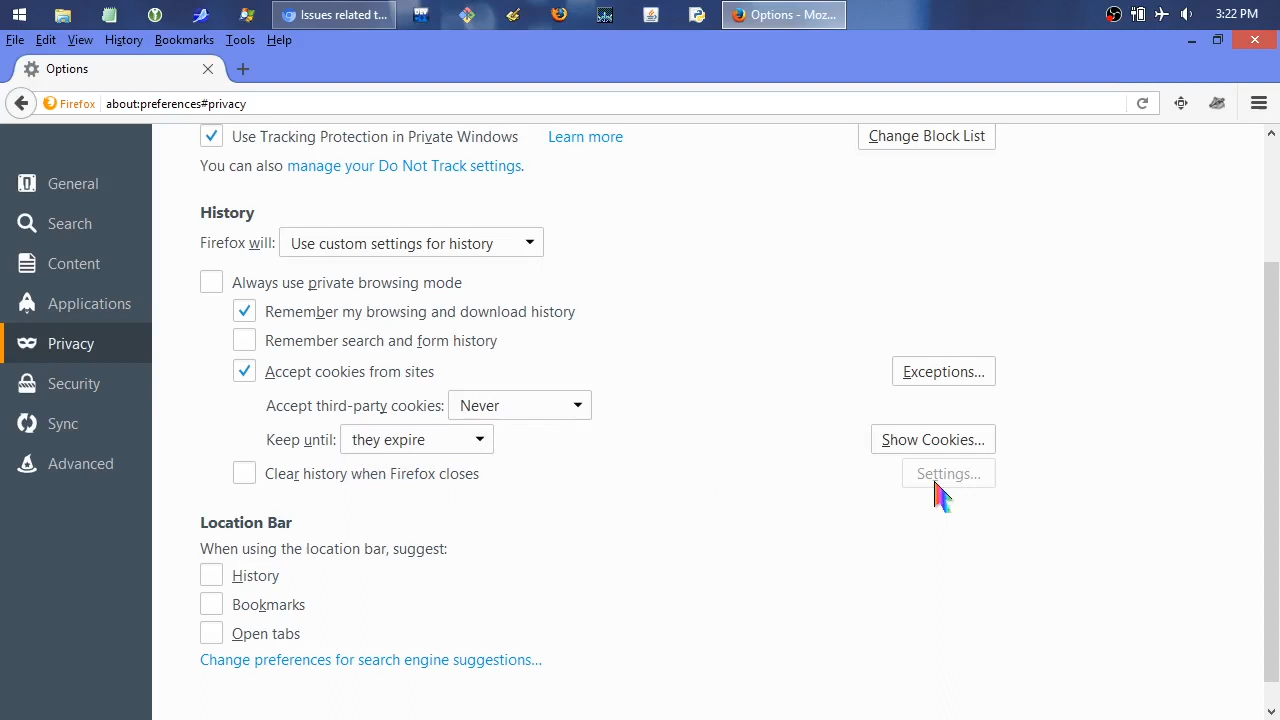 Issues related t...
Options - Moz...
3:22 PM
File Edit View History Bookmarks Tools Help
Options
Firefox about:preferences#privacy
General
Search
Content
Applications
Privacy
Security
Sync
Advanced
Use Tracking Protection in Private Windows Learn more Change Block List
You can also manage your Do Not Track settings.
History
Firefox will: Use custom settings for history
Always use private browsing mode
Remember my browsing and download history
Remember search and form history
Accept cookies from sites Exceptions...
Accept third-party cookies: Never
Keep until: they expire Show Cookies...
Clear history when Firefox closes Settings...
Location Bar
When using the location bar, suggest:
History
Bookmarks
Open tabs
Change preferences for search engine suggestions...